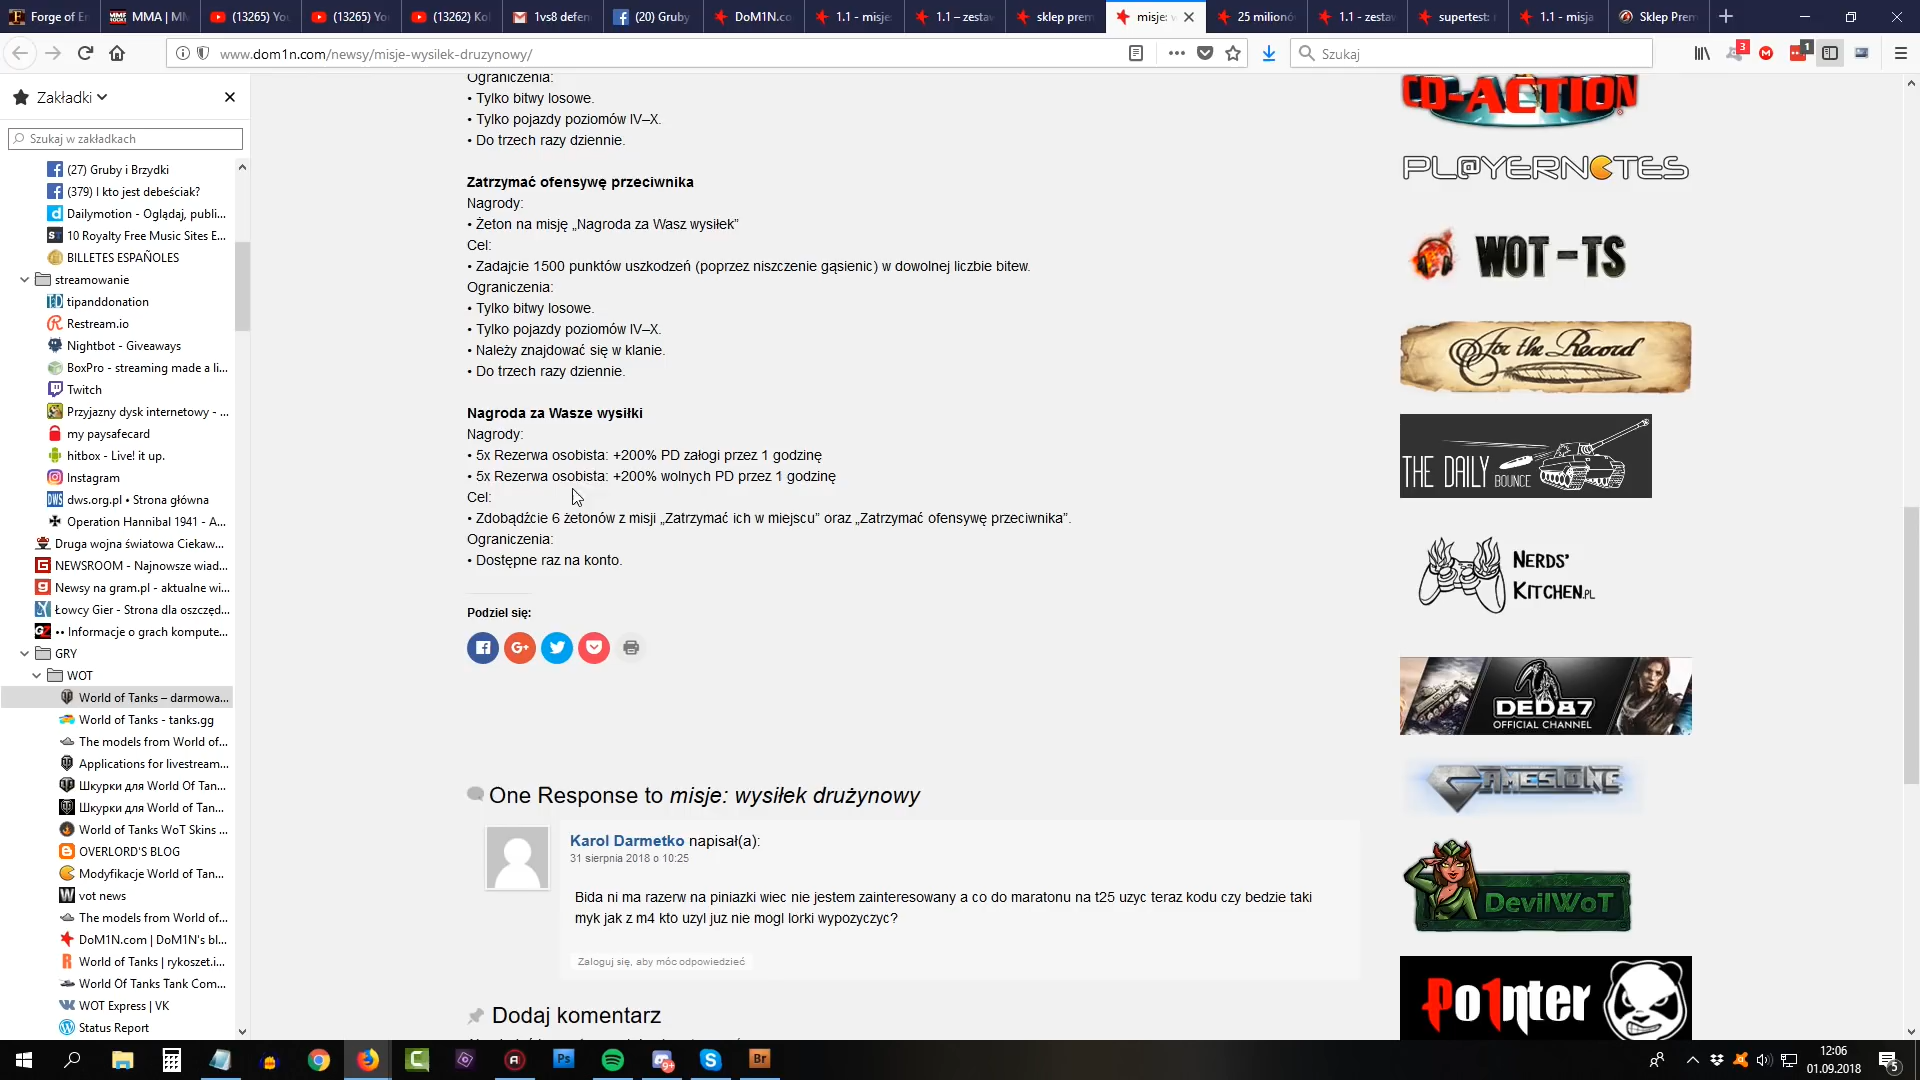 Forge of En
MMA | MM
(13265) You
(13265) You
(13262) Kol
1vs8 defen
(20) Gruby
DoM1N.co
1.1 - misje
1.1 – zestaw
sklep prem
misje: w
25 milionó
1.1 - zestaw
supertest:
1.1 - misja
Sklep Prem
www.dom1n.com/newsy/misje-wysilek-druzynowy/
Szukaj
3
1
Zakładki
Szukaj w zakładkach
(27) Gruby i Brzydki
(379) I kto jest debeściak?
Dailymotion - Oglądaj, publi...
10 Royalty Free Music Sites E...
BILLETES ESPAÑOLES
streamowanie
tipanddonation
Restream.io
Nightbot - Giveaways
BoxPro - streaming made a li...
Twitch
Przyjazny dysk internetowy - ...
my paysafecard
hitbox - Live! it up.
Instagram
dws.org.pl • Strona główna
Operation Hannibal 1941 - A...
Druga wojna światowa Ciekaw...
NEWSROOM - Najnowsze wiad...
Newsy na gram.pl - aktualne wi...
Łowcy Gier - Strona dla oszczęd...
•• Informacje o grach kompute...
GRY
WOT
World of Tanks – darmowa...
World of Tanks - tanks.gg
The models from World of...
Applications for livestream...
Шкурки для World Of Tan...
Шкурки для World of Tan...
World of Tanks WoT Skins ...
OVERLORD'S BLOG
Modyfikacje World of Tan...
vot news
The models from World of...
DoM1N.com | DoM1N's bl...
World of Tanks | rykoszet.i...
World Of Tanks Tank Com...
WOT Express | VK
Status Report
Ograniczenia:
• Tylko bitwy losowe.
• Tylko pojazdy poziomów IV–X.
• Do trzech razy dziennie.
Zatrzymać ofensywę przeciwnika
Nagrody:
• Żeton na misję „Nagroda za Wasz wysiłek”
Cel:
• Zadajcie 1500 punktów uszkodzeń (poprzez niszczenie gąsienic) w dowolnej liczbie bitew.
Ograniczenia:
• Tylko bitwy losowe.
• Tylko pojazdy poziomów IV–X.
• Należy znajdować się w klanie.
• Do trzech razy dziennie.
Nagroda za Wasze wysiłki
Nagrody:
• 5x Rezerwa osobista: +200% PD załogi przez 1 godzinę
• 5x Rezerwa osobista: +200% wolnych PD przez 1 godzinę
Cel:
• Zdobądźcie 6 żetonów z misji „Zatrzymać ich w miejscu” oraz „Zatrzymać ofensywę przeciwnika”.
Ograniczenia:
• Dostępne raz na konto.
Podziel się:
One Response to misje: wysiłek drużynowy
Karol Darmetko napisał(a):
31 sierpnia 2018 o 10:25
Bida ni ma razerw na piniazki wiec nie jestem zainteresowany a co do maratonu na t25 uzyc teraz kodu czy bedzie taki
myk jak z m4 kto uzyl juz nie mogl lorki wypozyczyc?
Zaloguj się, aby móc odpowiedzieć
Dodaj komentarz
CD-ACTION
PL@YERNOTES
WOT-TS
For the Record
THE DAILY BOUNCE
NERDS'
KITCHEN.PL
DED87
OFFICIAL CHANNEL
GAMESTONE
DevilWoT
Po1nter
12:06
01.09.2018
5